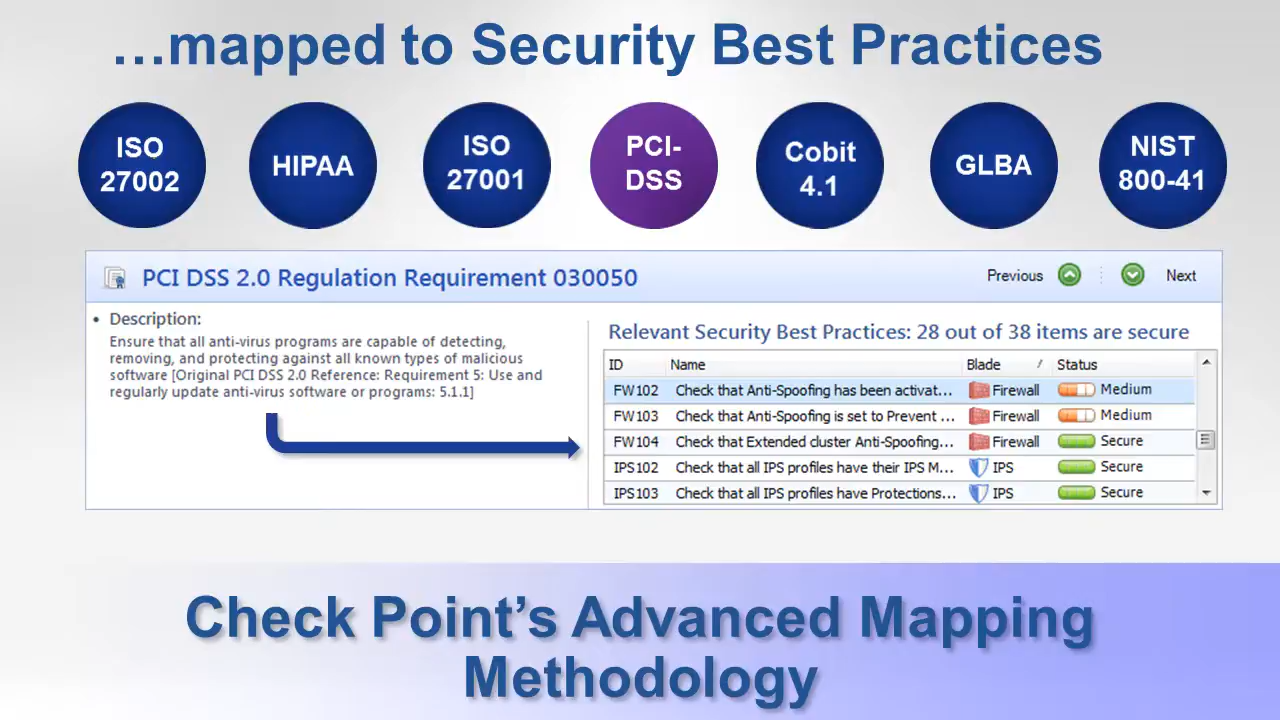 ...mapped to Security Best Practices
ISO
27002
HIPAA
ISO
27001
PCI-
DSS
Cobit
4.1
GLBA
NIST
800-41
PCI DSS 2.0 Regulation Requirement 030050
Previous
Next
• Description:
Ensure that all anti-virus programs are capable of detecting,
removing, and protecting against all known types of malicious
software [Original PCI DSS 2.0 Reference: Requirement 5: Use and
regularly update anti-virus software or programs: 5.1.1]
Relevant Security Best Practices: 28 out of 38 items are secure
ID Name Blade / Status
FW102 Check that Anti-Spoofing has been activat... Firewall Medium
FW103 Check that Anti-Spoofing is set to Prevent ... Firewall Medium
FW104 Check that Extended cluster Anti-Spoofing... Firewall Secure
IPS102 Check that all IPS profiles have their IPS M... IPS Secure
IPS103 Check that all IPS profiles have Protections... IPS Secure
Check Point’s Advanced Mapping
Methodology